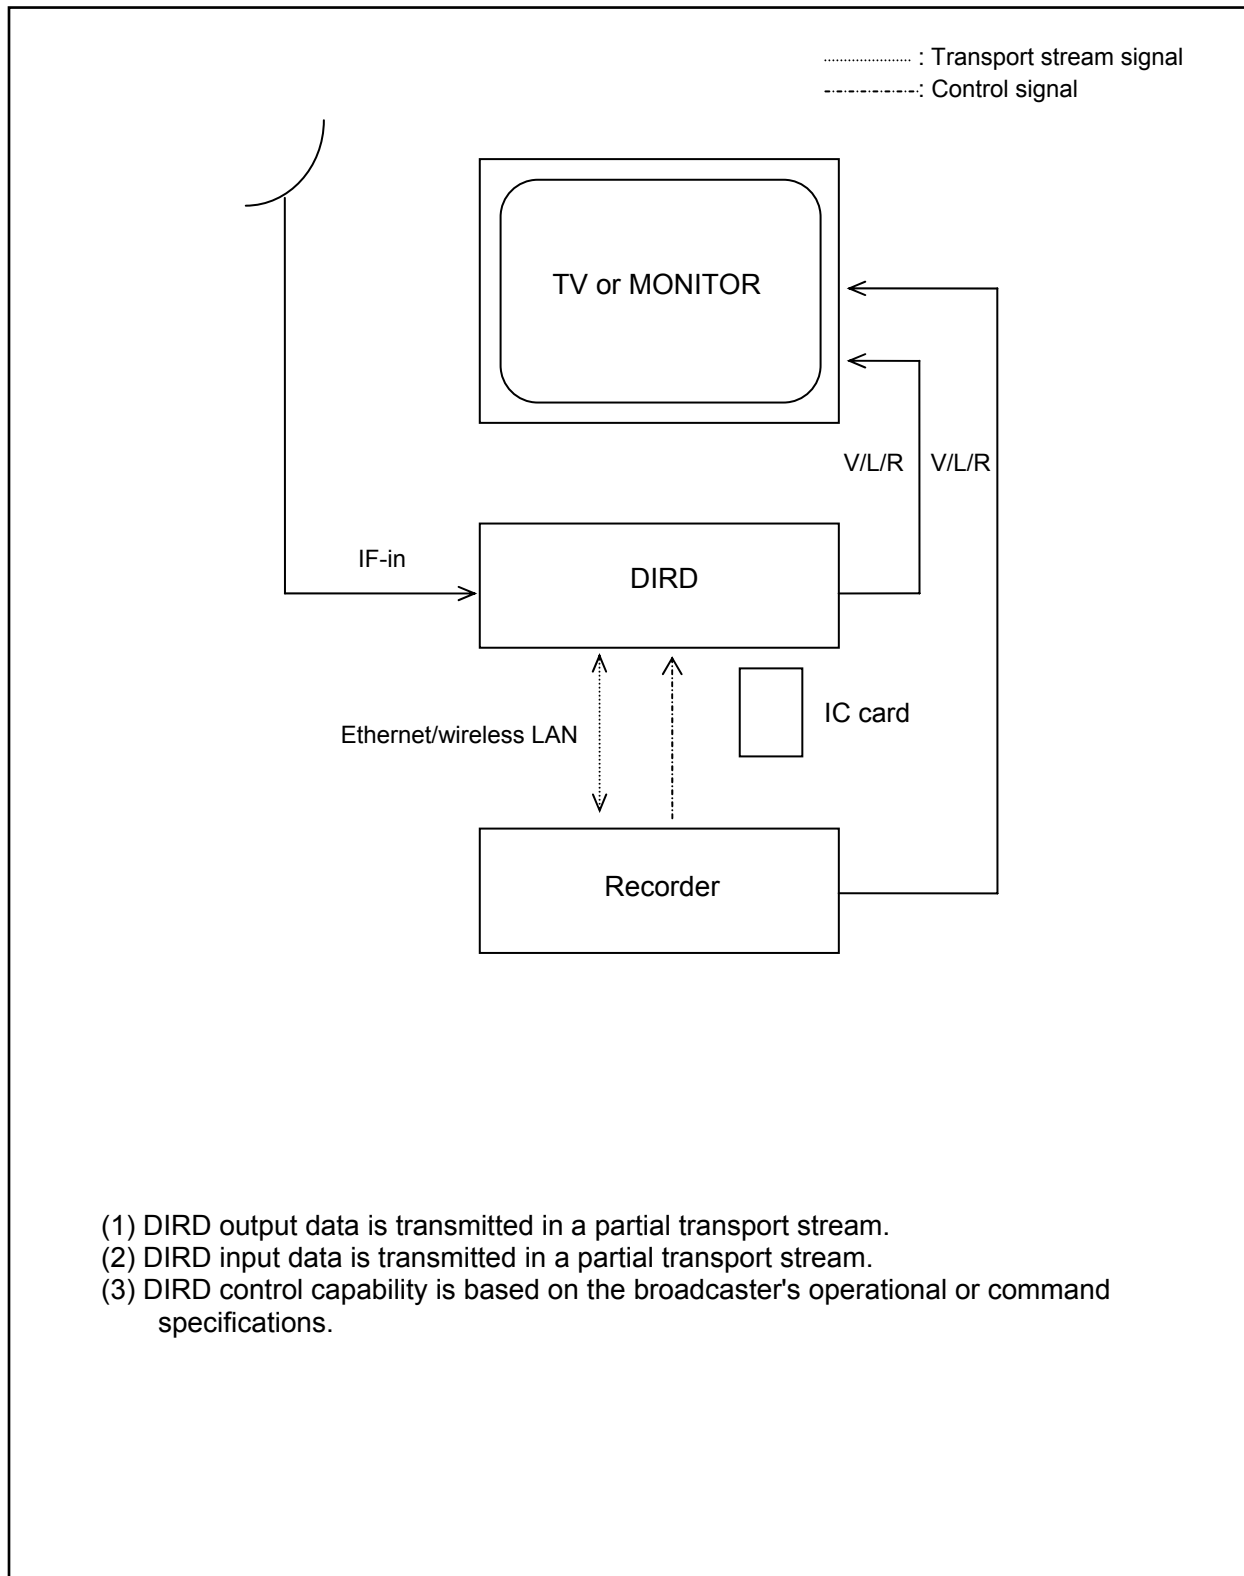 : Transport stream signal
: Control signal
TV or MONITOR
V/L/R
V/L/R
IF-in
DIRD
IC card
Ethernet/wireless LAN
Recorder
(1) DIRD output data is transmitted in a partial transport stream.
(2) DIRD input data is transmitted in a partial transport stream.
(3) DIRD control capability is based on the broadcaster's operational or command
specifications.